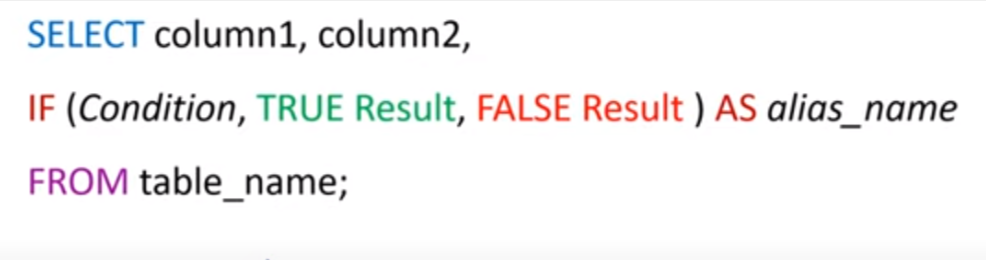 SELECT column1, column2,
IF (Condition, TRUE Result, FALSE Result ) AS alias_name
FROM table_name;